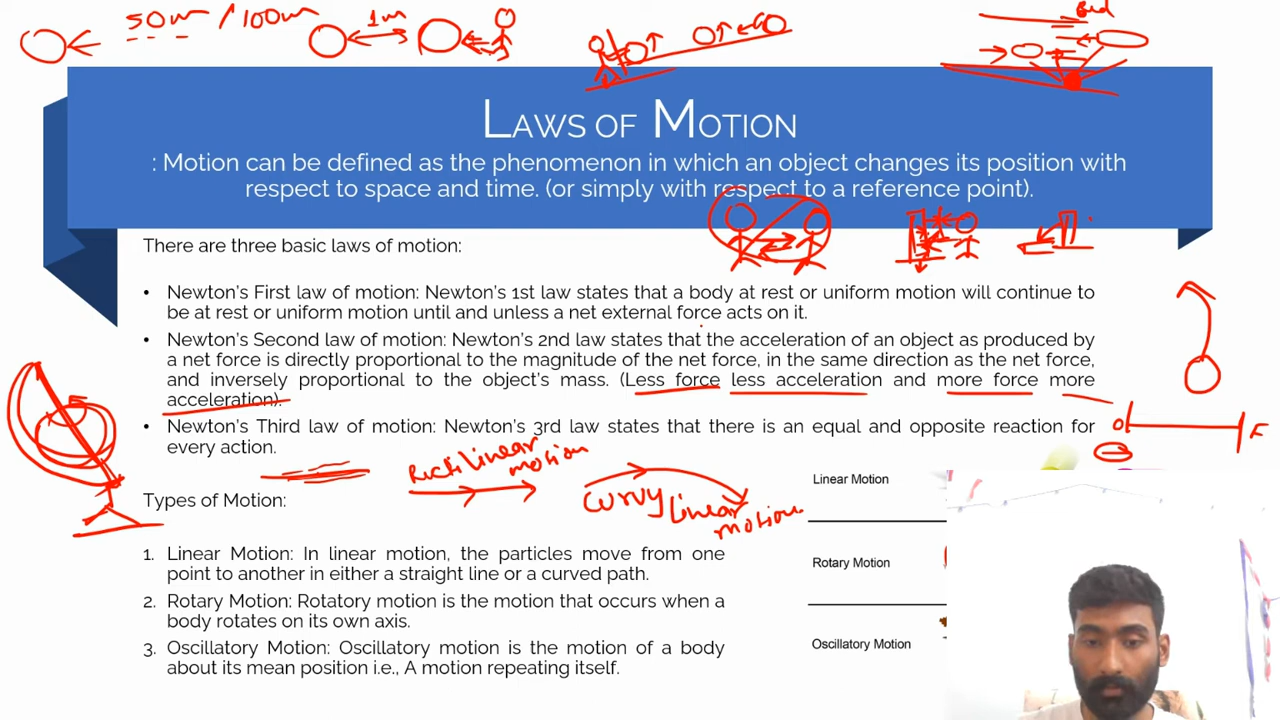 50m / 100m
1m
LAWS OF MOTION
: Motion can be defined as the phenomenon in which an object changes its position with
respect to space and time. (or simply with respect to a reference point).
There are three basic laws of motion:
• Newton's First law of motion: Newton's 1st law states that a body at rest or uniform motion will continue to
be at rest or uniform motion until and unless a net external force acts on it.
• Newton's Second law of motion: Newton's 2nd law states that the acceleration of an object as produced by
a net force is directly proportional to the magnitude of the net force, in the same direction as the net force,
and inversely proportional to the object's mass. (Less force less acceleration and more force more
acceleration).
• Newton's Third law of motion: Newton's 3rd law states that there is an equal and opposite reaction for
every action.
Rectilinear
motion
Curvy linear
motion
F
Types of Motion:
1. Linear Motion: In linear motion, the particles move from one
point to another in either a straight line or a curved path.
2. Rotary Motion: Rotatory motion is the motion that occurs when a
body rotates on its own axis.
3. Oscillatory Motion: Oscillatory motion is the motion of a body
about its mean position i.e., A motion repeating itself.
Linear Motion
Rotary Motion
Oscillatory Motion